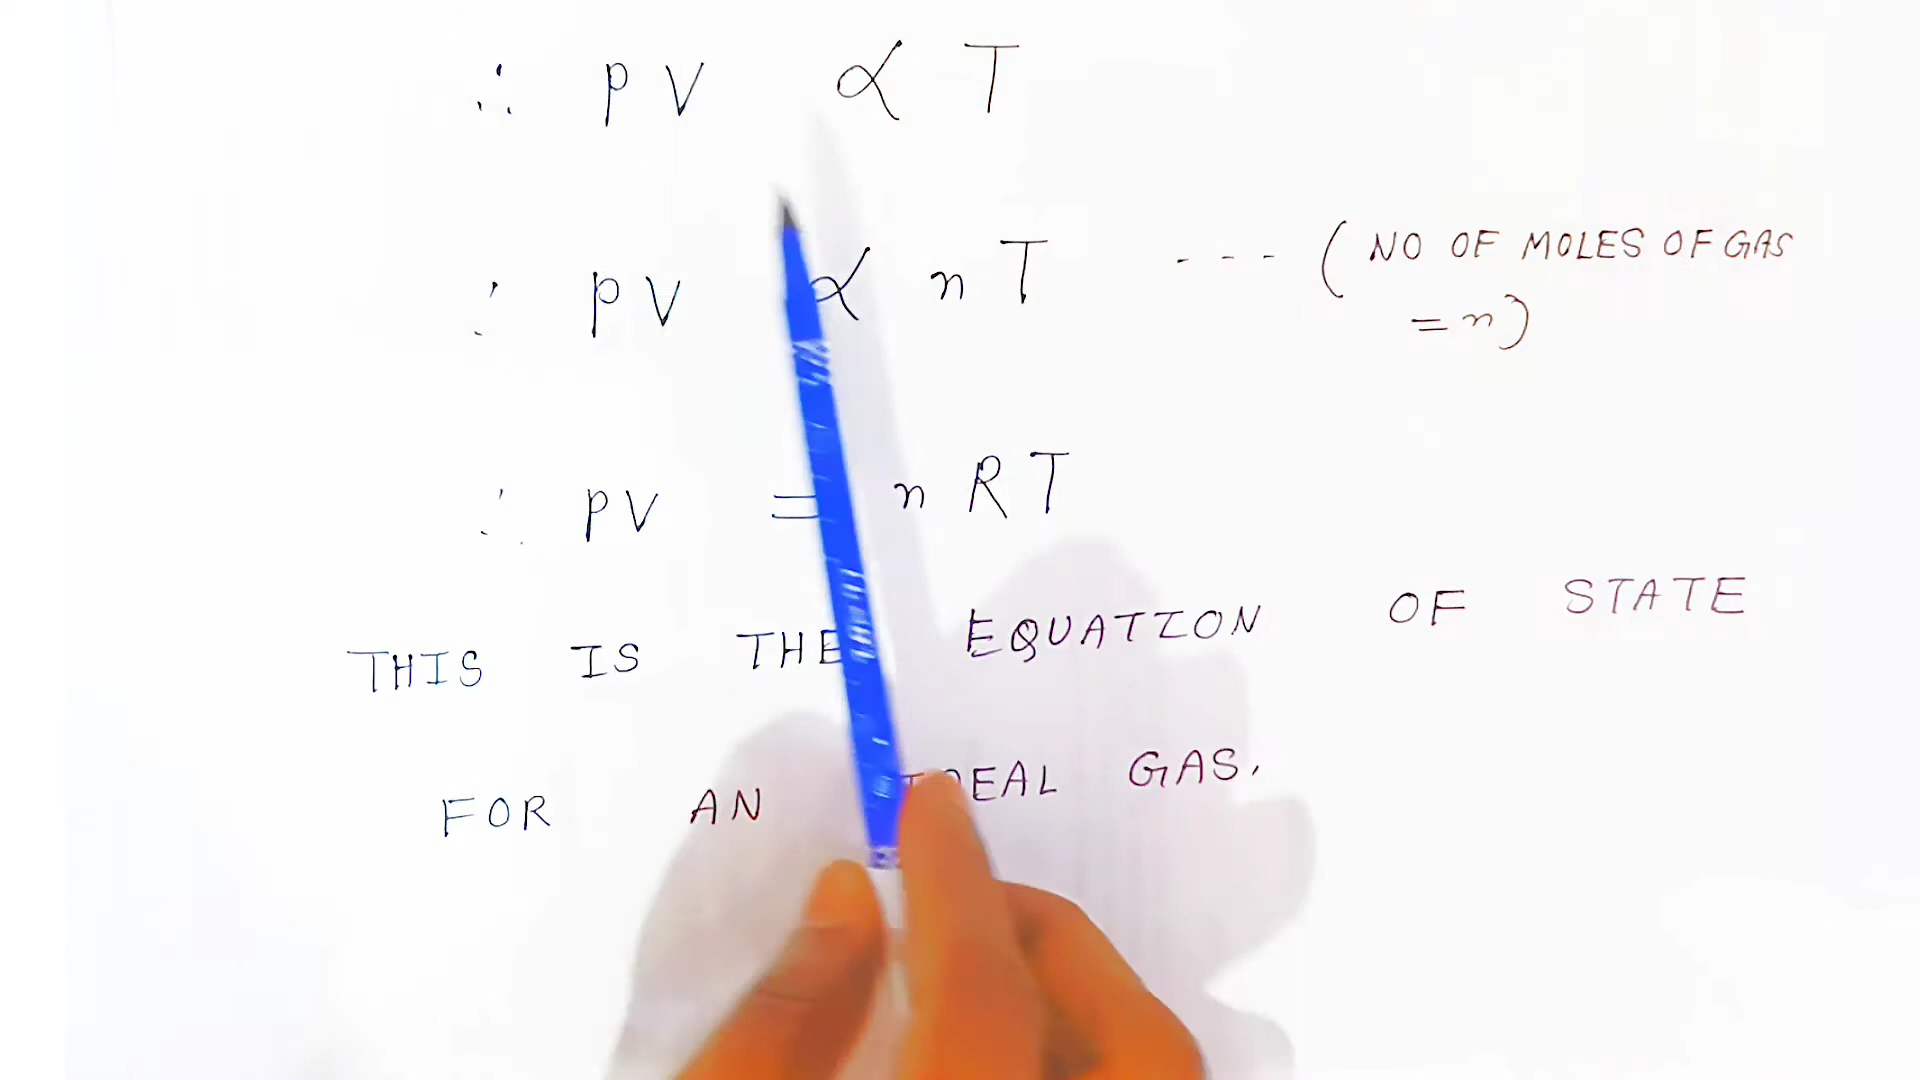 ∴ PV ∝ T
∴ PV ∝ nT --- (NO OF MOLES OF GAS
= n)
∴ PV = nRT
THIS IS THE EQUATION OF STATE
FOR AN IDEAL GAS.